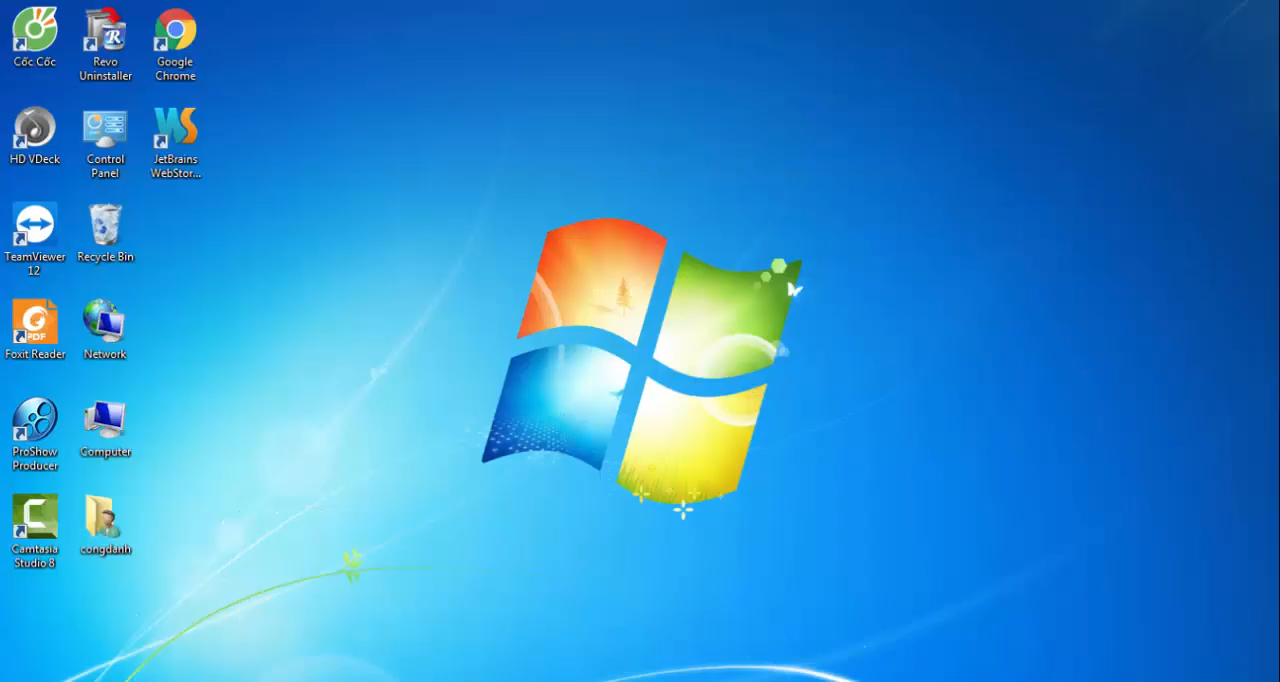 Cốc Cốc
Revo
Uninstaller
Google
Chrome
HD VDeck
Control
Panel
JetBrains
WebStor...
TeamViewer
12
Recycle Bin
PDF
Foxit Reader
Network
ProShow
Producer
Computer
Camtasia
Studio 8
congdanh